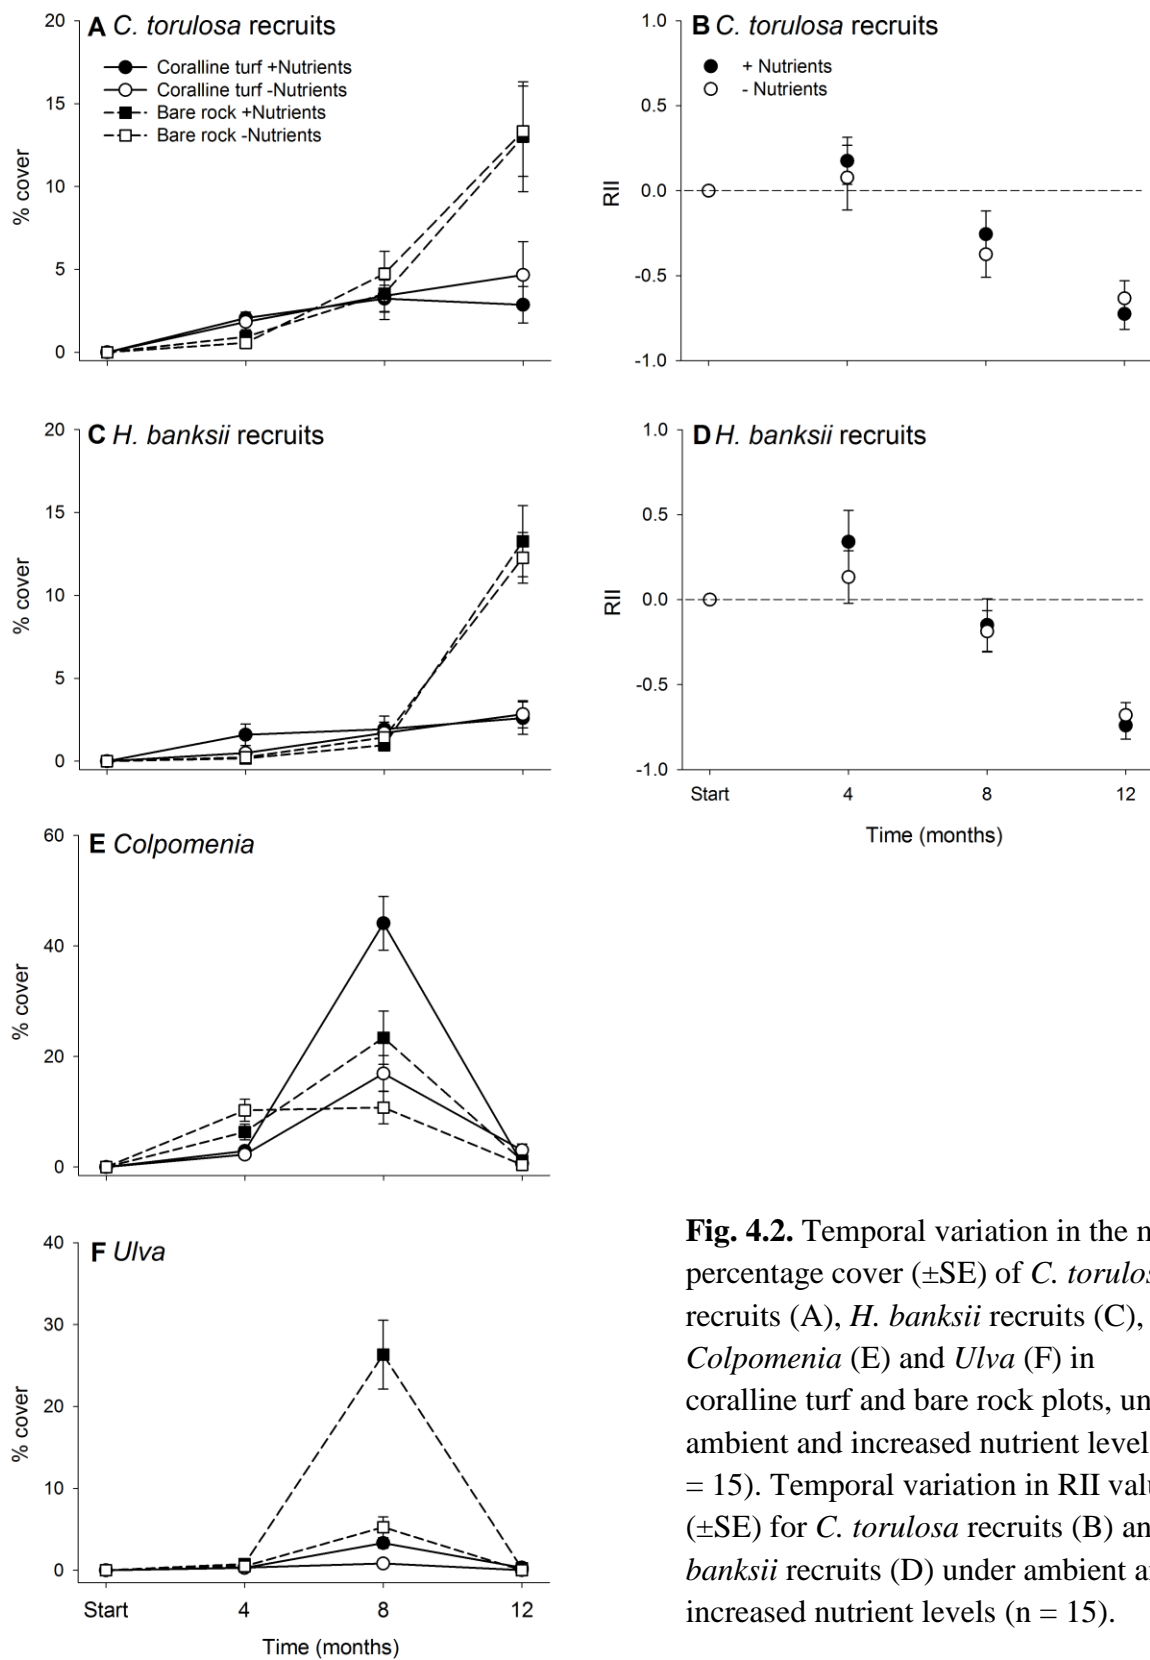 A C. torulosa recruits
Coralline turf +Nutrients
Coralline turf -Nutrients
Bare rock +Nutrients
Bare rock -Nutrients
% cover
20
15
10
5
0
B C. torulosa recruits
+ Nutrients
- Nutrients
RII
1.0
0.5
0.0
-0.5
-1.0
C H. banksii recruits
% cover
20
15
10
5
0
D H. banksii recruits
RII
1.0
0.5
0.0
-0.5
-1.0
Start 4 8 12
Time (months)
E Colpomenia
% cover
60
40
20
0
F Ulva
% cover
40
30
20
10
0
Start 4 8 12
Time (months)
Fig. 4.2. Temporal variation in the
percentage cover (±SE) of C. torulos
recruits (A), H. banksii recruits (C),
Colpomenia (E) and Ulva (F) in
coralline turf and bare rock plots, un
ambient and increased nutrient level
= 15). Temporal variation in RII valu
(±SE) for C. torulosa recruits (B) an
banksii recruits (D) under ambient a
increased nutrient levels (n = 15).